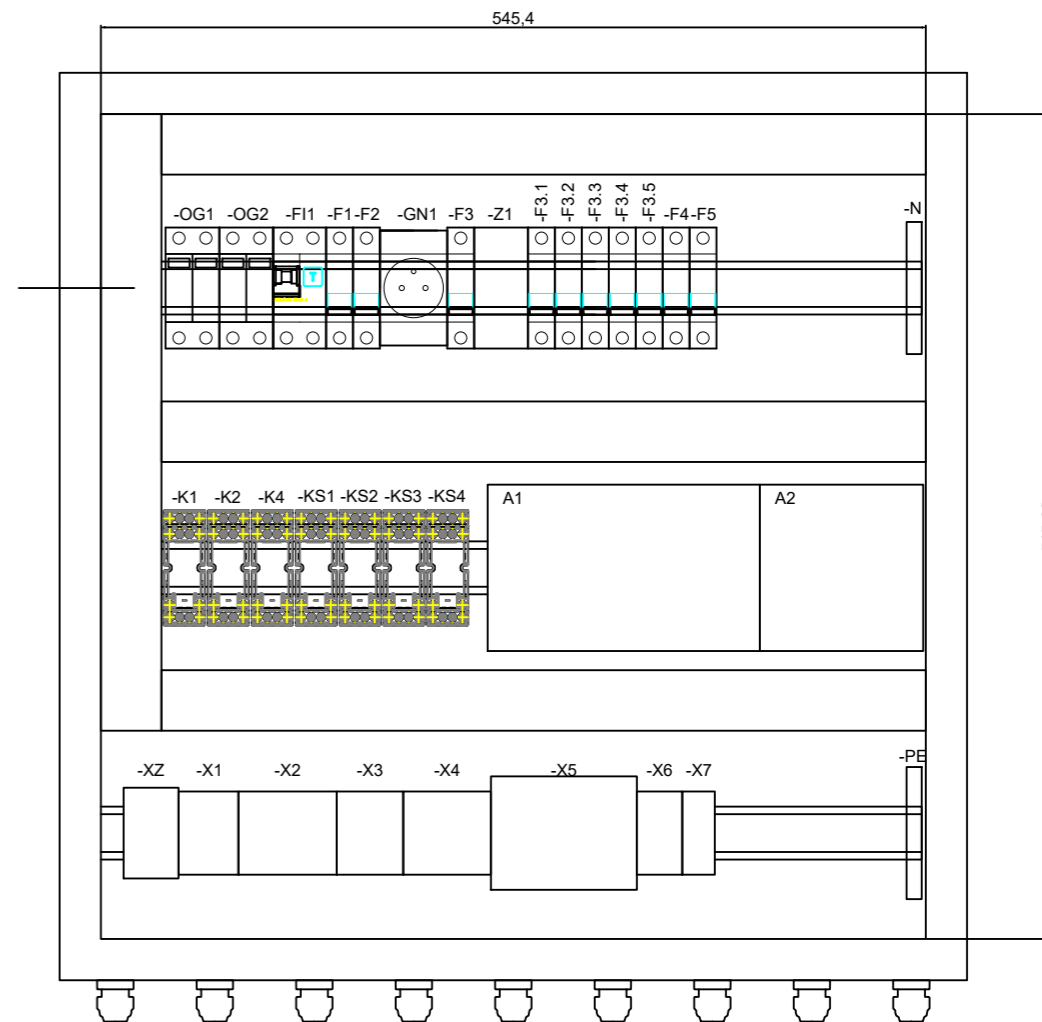 545,4
-OG1 -OG2 -FI1 -F1 -F2 -GN1 -F3 -Z1 -F3.1 -F3.2 -F3.3 -F3.4 -F3.5 -F4 -F5 -N
T
-K1 -K2 -K4 -KS1 -KS2 -KS3 -KS4 A1 A2
-XZ -X1 -X2 -X3 -X4 -X5 -X6 -X7 -PE